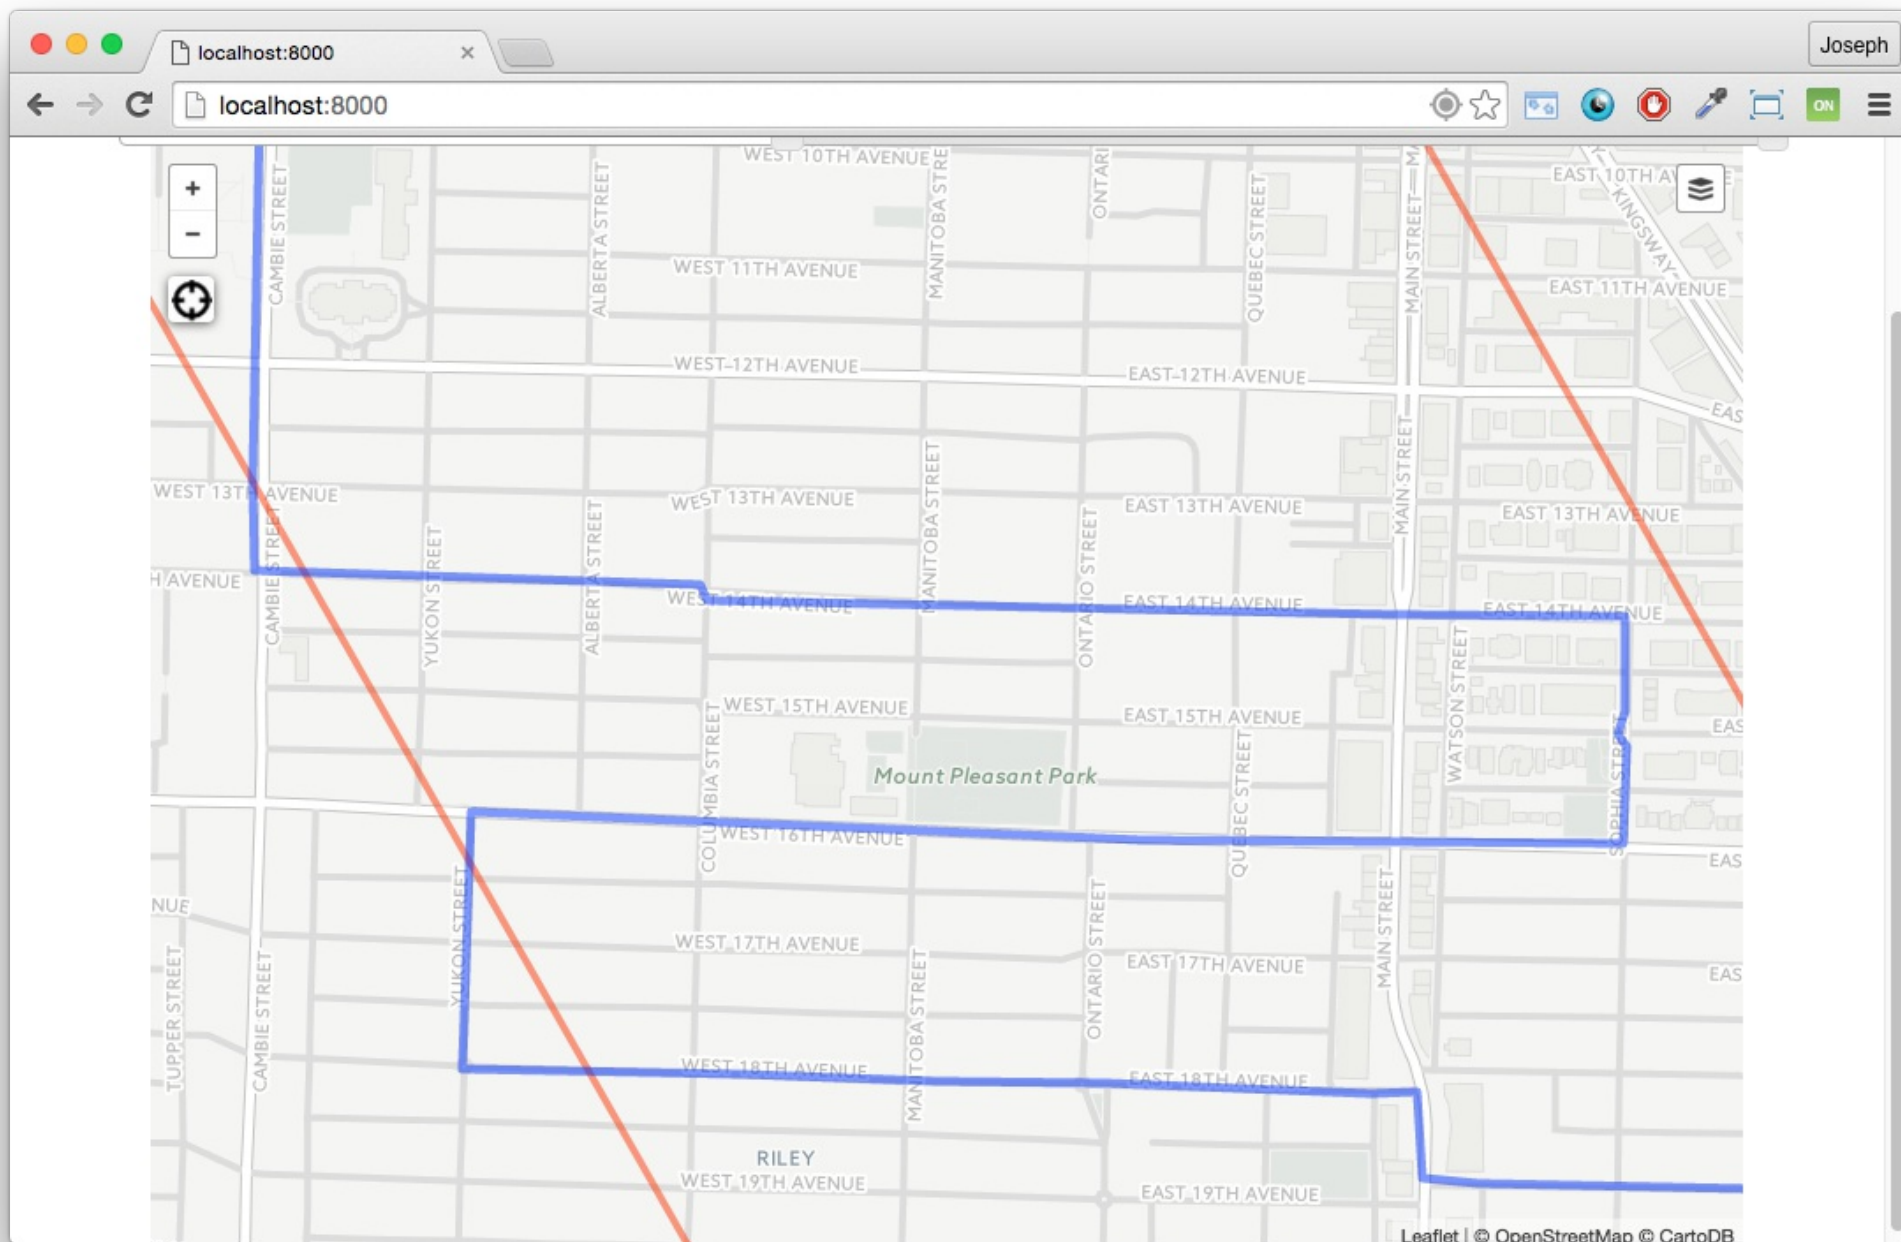 localhost:8000
Joseph
localhost:8000
ON
WEST 10TH AVENUE
EAST 10TH AV
MANITOBA STRE
ONTARI
MA
+
−
CAMBIE STREET
ALBERTA STREET
QUEBEC STREET
MAIN STREET
KINGSWAY
WEST 11TH AVENUE
EAST 11TH AVENUE
WEST 12TH AVENUE
EAST 12TH AVENUE
EAS
WEST 13TH AVENUE
WEST 13TH AVENUE
EAST 13TH AVENUE
EAST 13TH AVENUE
CAMBIE STREET
YUKON STREET
ALBERTA STREET
MANITOBA STREET
ONTARIO STREET
MAIN STREET
H AVENUE
WEST 14TH AVENUE
EAST 14TH AVENUE
EAST 14TH AVENUE
WATSON STREET
WEST 15TH AVENUE
EAST 15TH AVENUE
EAS
COLUMBIA STREET
Mount Pleasant Park
QUEBEC STREET
SOPHIA STREET
WEST 16TH AVENUE
EAS
NUE
YUKON STREET
ONTARIO STREET
MAIN STREET
WEST 17TH AVENUE
EAST 17TH AVENUE
EAS
TUPPER STREET
CAMBIE STREET
MANITOBA STREET
WEST 18TH AVENUE
EAST 18TH AVENUE
RILEY
WEST 19TH AVENUE
EAST 19TH AVENUE
Leaflet | © OpenStreetMap © CartoDB